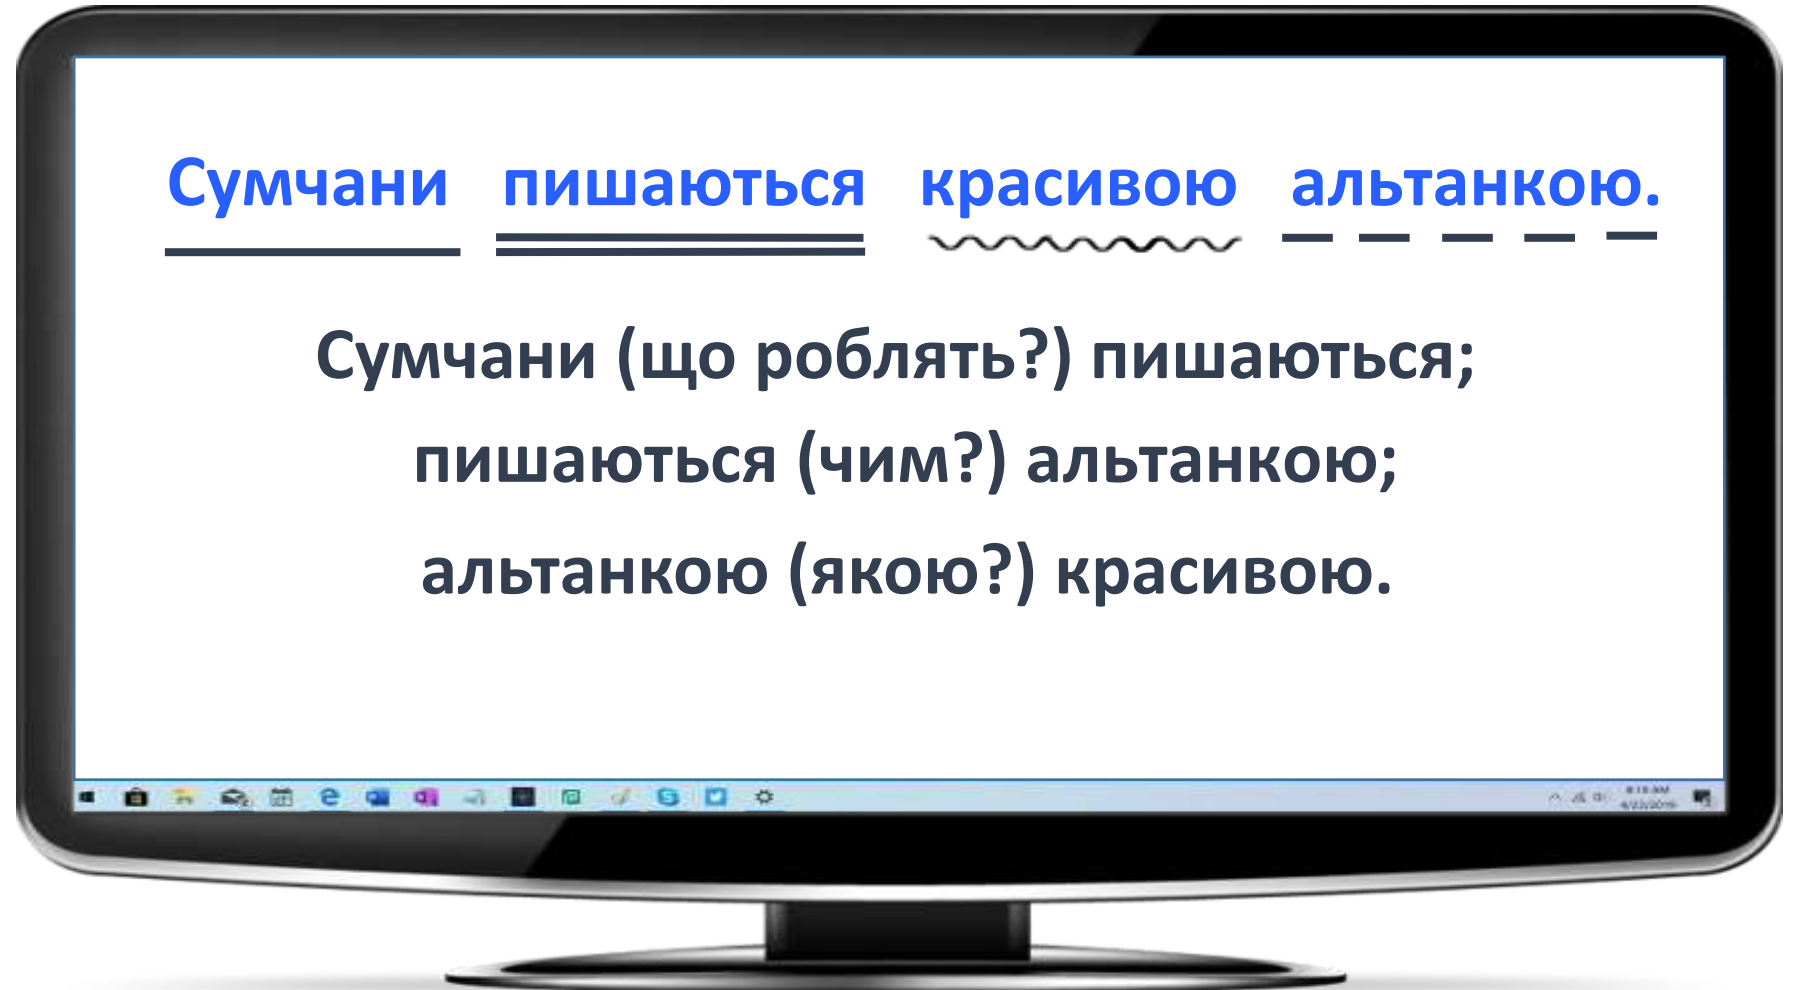 Сумчани пишаються красивою альтанкою.
Сумчани (що роблять?) пишаються;
пишаються (чим?) альтанкою;
альтанкою (якою?) красивою.